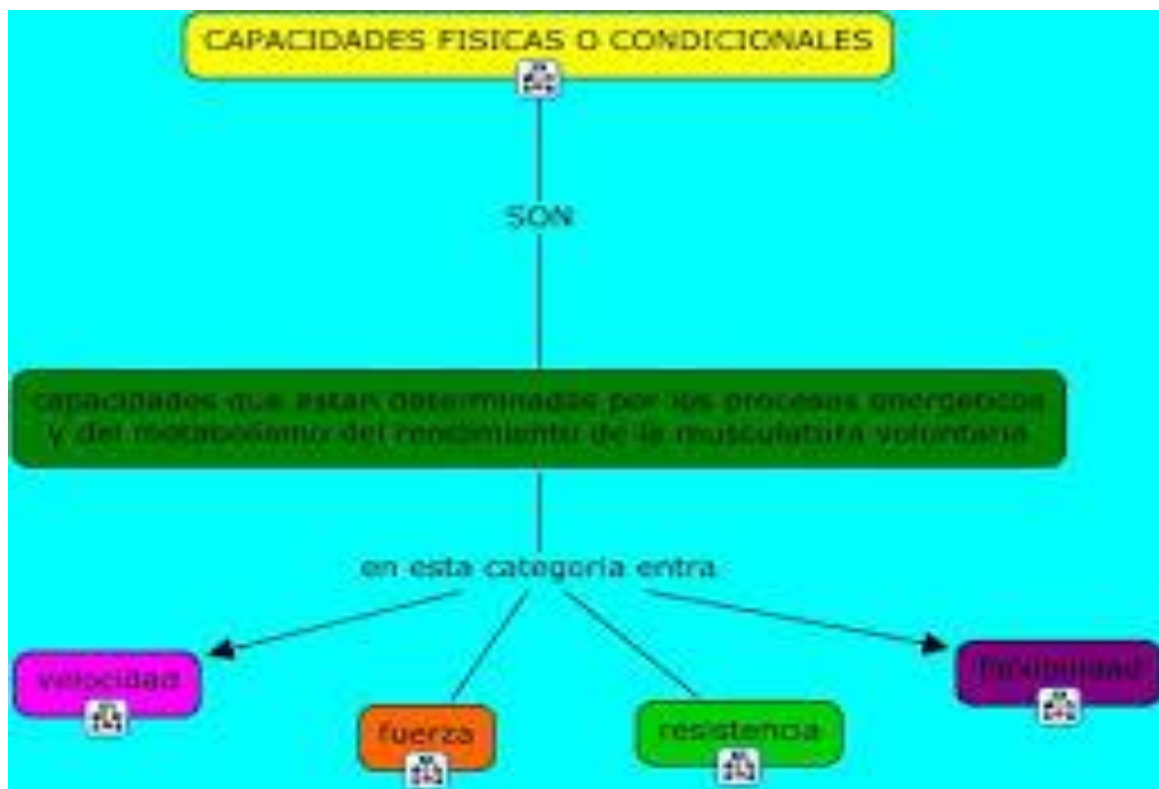 CAPACIDADES FISICAS O CONDICIONALES
SON
capacidades que estan determinadas por los procesos energeticos
y del metabolismo del rendimiento de la musculatura voluntaria
en esta categoria entra
velocidad
fuerza
resistencia
flexibilidad